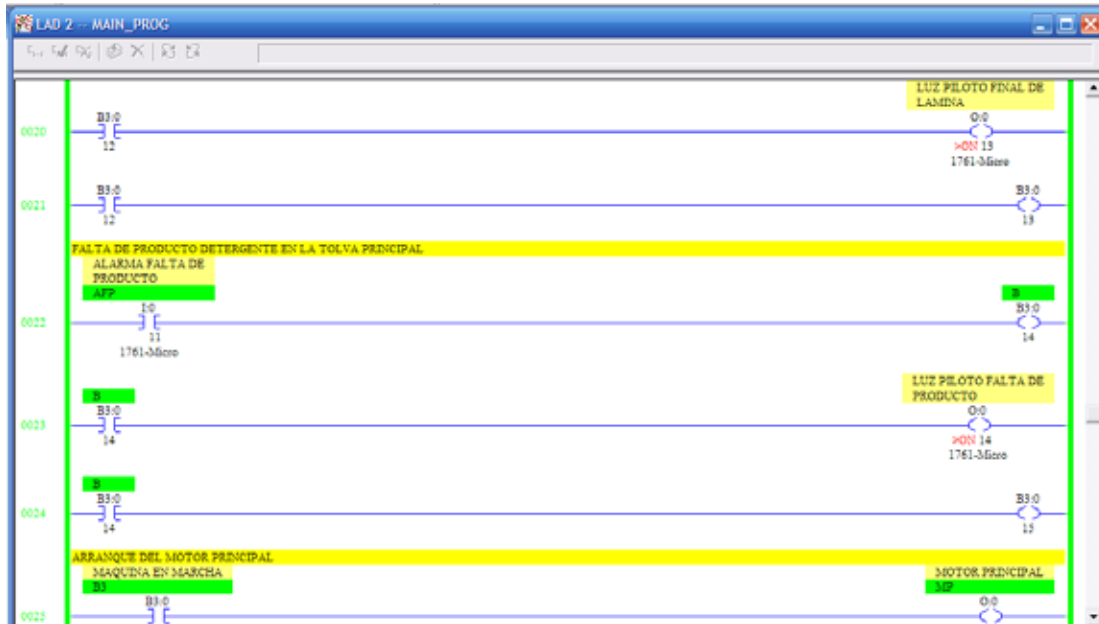 LAD 2 -- MAIN_PROG
LUZ PILOTO FINAL DE
LAMINA
B3:0
O:0
0020
12
>ON 13
1761-Micro
B3:0
B3:0
0021
12
13
FALTA DE PRODUCTO DETERGENTE EN LA TOLVA PRINCIPAL
ALARMA FALTA DE
PRODUCTO
AFP
B
I:0
B3:0
0022
11
14
1761-Micro
LUZ PILOTO FALTA DE
PRODUCTO
B
B3:0
O:0
0023
14
>ON 14
1761-Micro
B
B3:0
B3:0
0024
14
15
ARRANQUE DEL MOTOR PRINCIPAL
MAQUINA EN MARCHA
MOTOR PRINCIPAL
B3
MP
B3:0
O:0
0025